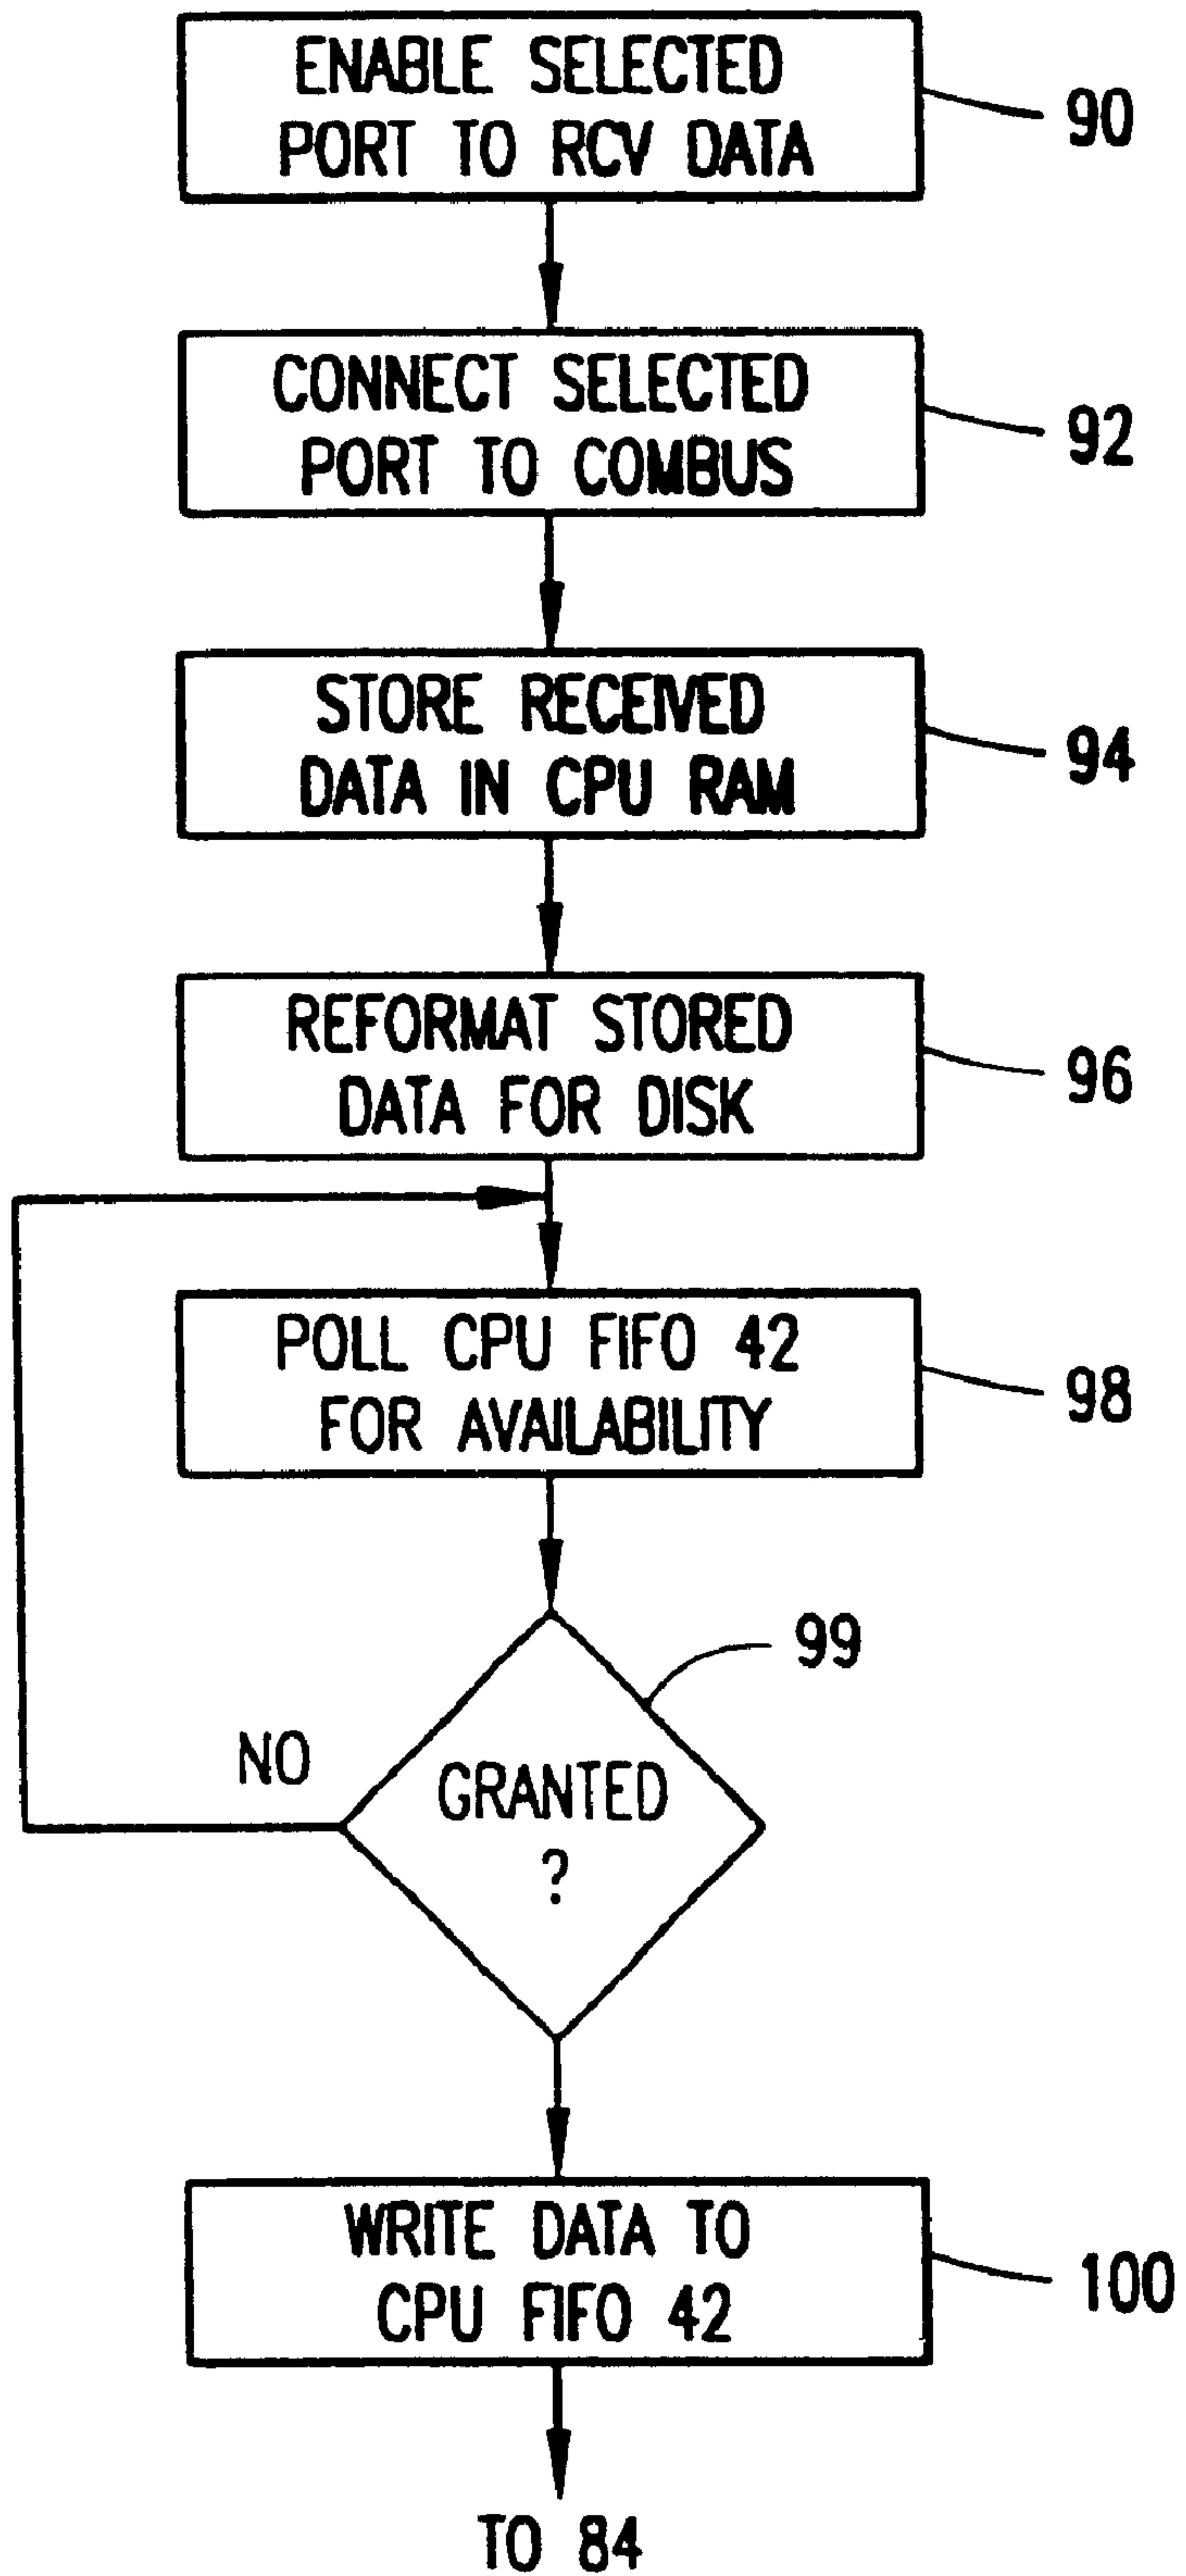 ENABLE SELECTED
PORT TO RCV DATA
90
CONNECT SELECTED
PORT TO COMBUS
92
STORE RECEIVED
DATA IN CPU RAM
94
REFORMAT STORED
DATA FOR DISK
96
POLL CPU FIFO 42
FOR AVAILABILITY
98
99
NO
GRANTED
?
WRITE DATA TO
CPU FIFO 42
100
TO 84